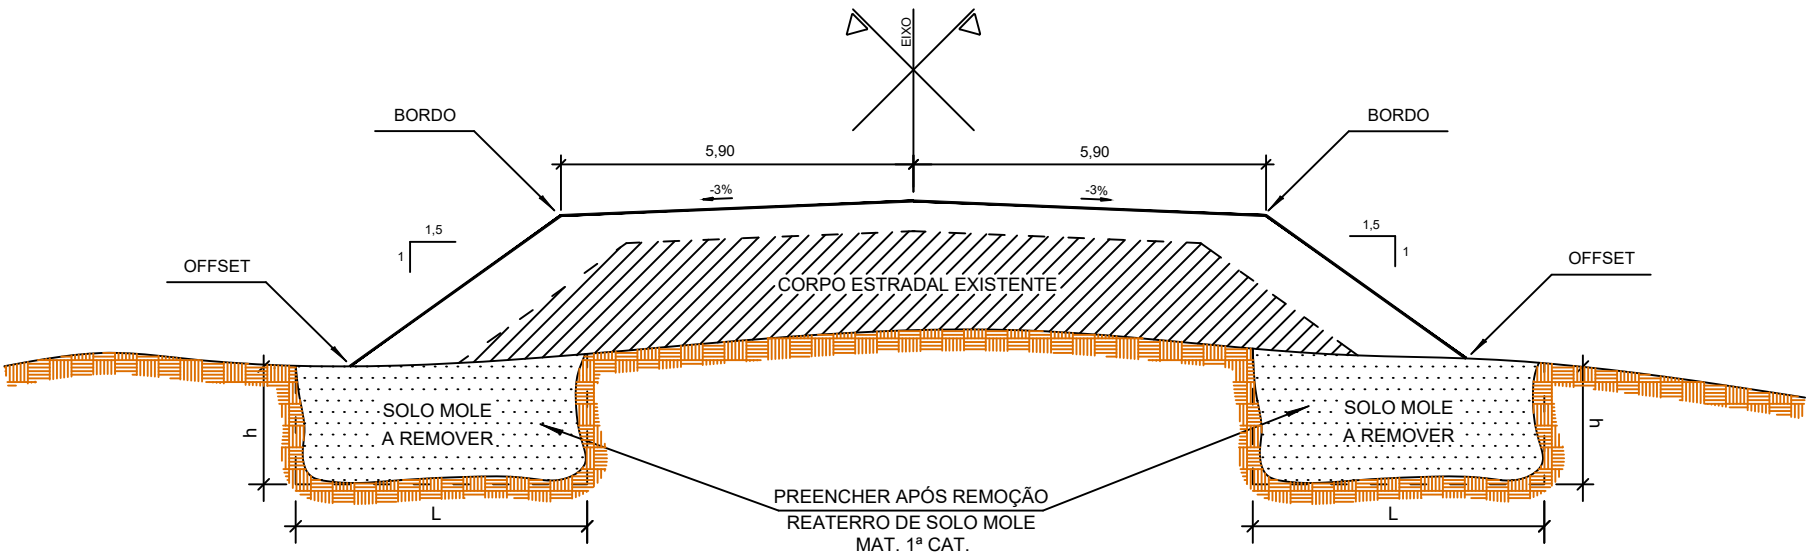 EIXO
BORDO
BORDO
5,90
5,90
-3%
-3%
1,5
1
1,5
1
OFFSET
OFFSET
CORPO ESTRADAL EXISTENTE
SOLO MOLE
A REMOVER
SOLO MOLE
A REMOVER
h
h
PREENCHER APÓS REMOÇÃO
REATERRO DE SOLO MOLE
MAT. 1ª CAT.
L
L